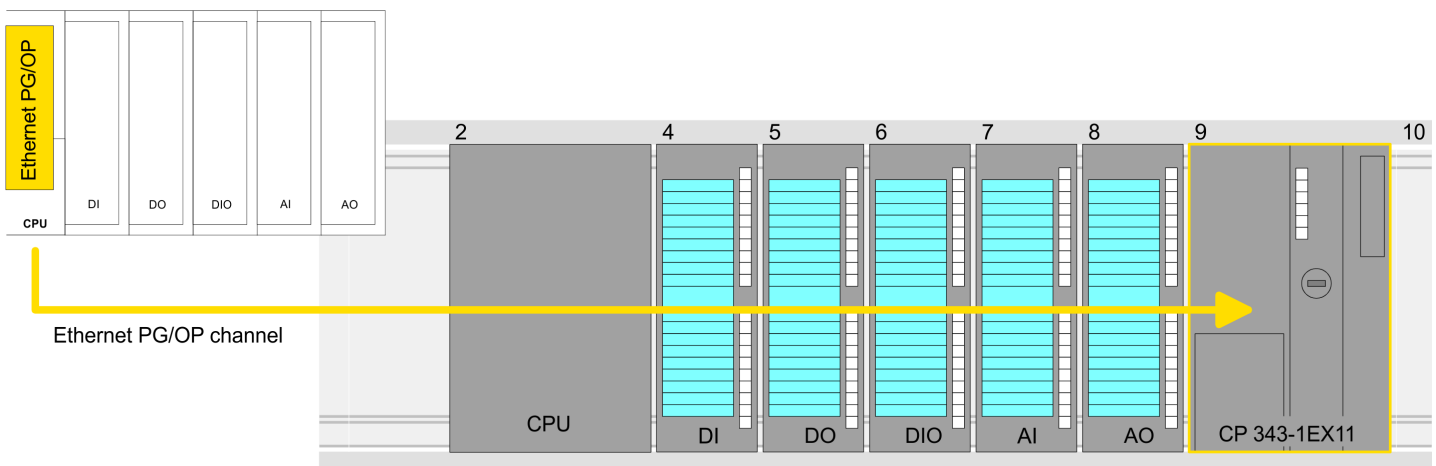 Ethernet PG/OP
CPU
DI
DO
DIO
AI
AO
Ethernet PG/OP channel
2
4
5
6
7
8
9
10
CPU
DI
DO
DIO
AI
AO
CP 343-1EX11